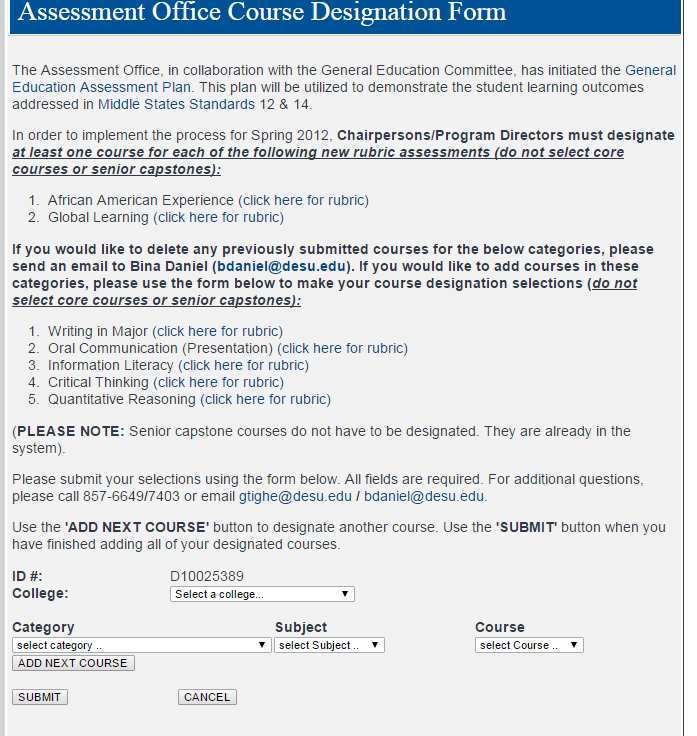 Assessment Office Course Designation Form
The Assessment Office, in collaboration with the General Education Committee, has initiated the General
Education Assessment Plan. This plan will be utilized to demonstrate the student learning outcomes
addressed in Middle States Standards 12 & 14.
In order to implement the process for Spring 2012, Chairpersons/Program Directors must designate
at least one course for each of the following new rubric assessments (do not select core
courses or senior capstones):
1. African American Experience (click here for rubric)
2. Global Learning (click here for rubric)
If you would like to delete any previously submitted courses for the below categories, please
send an email to Bina Daniel (bdaniel@desu.edu). If you would like to add courses in these
categories, please use the form below to make your course designation selections (do not
select core courses or senior capstones):
1. Writing in Major (click here for rubric)
2. Oral Communication (Presentation) (click here for rubric)
3. Information Literacy (click here for rubric)
4. Critical Thinking (click here for rubric)
5. Quantitative Reasoning (click here for rubric)
(PLEASE NOTE: Senior capstone courses do not have to be designated. They are already in the
system).
Please submit your selections using the form below. All fields are required. For additional questions,
please call 857-6649/7403 or email gtighe@desu.edu / bdaniel@desu.edu.
Use the 'ADD NEXT COURSE' button to designate another course. Use the 'SUBMIT' button when you
have finished adding all of your designated courses.
ID #: D10025389
College: Select a college...
Category Subject Course
select category .. select Subject .. select Course ..
ADD NEXT COURSE
SUBMIT CANCEL